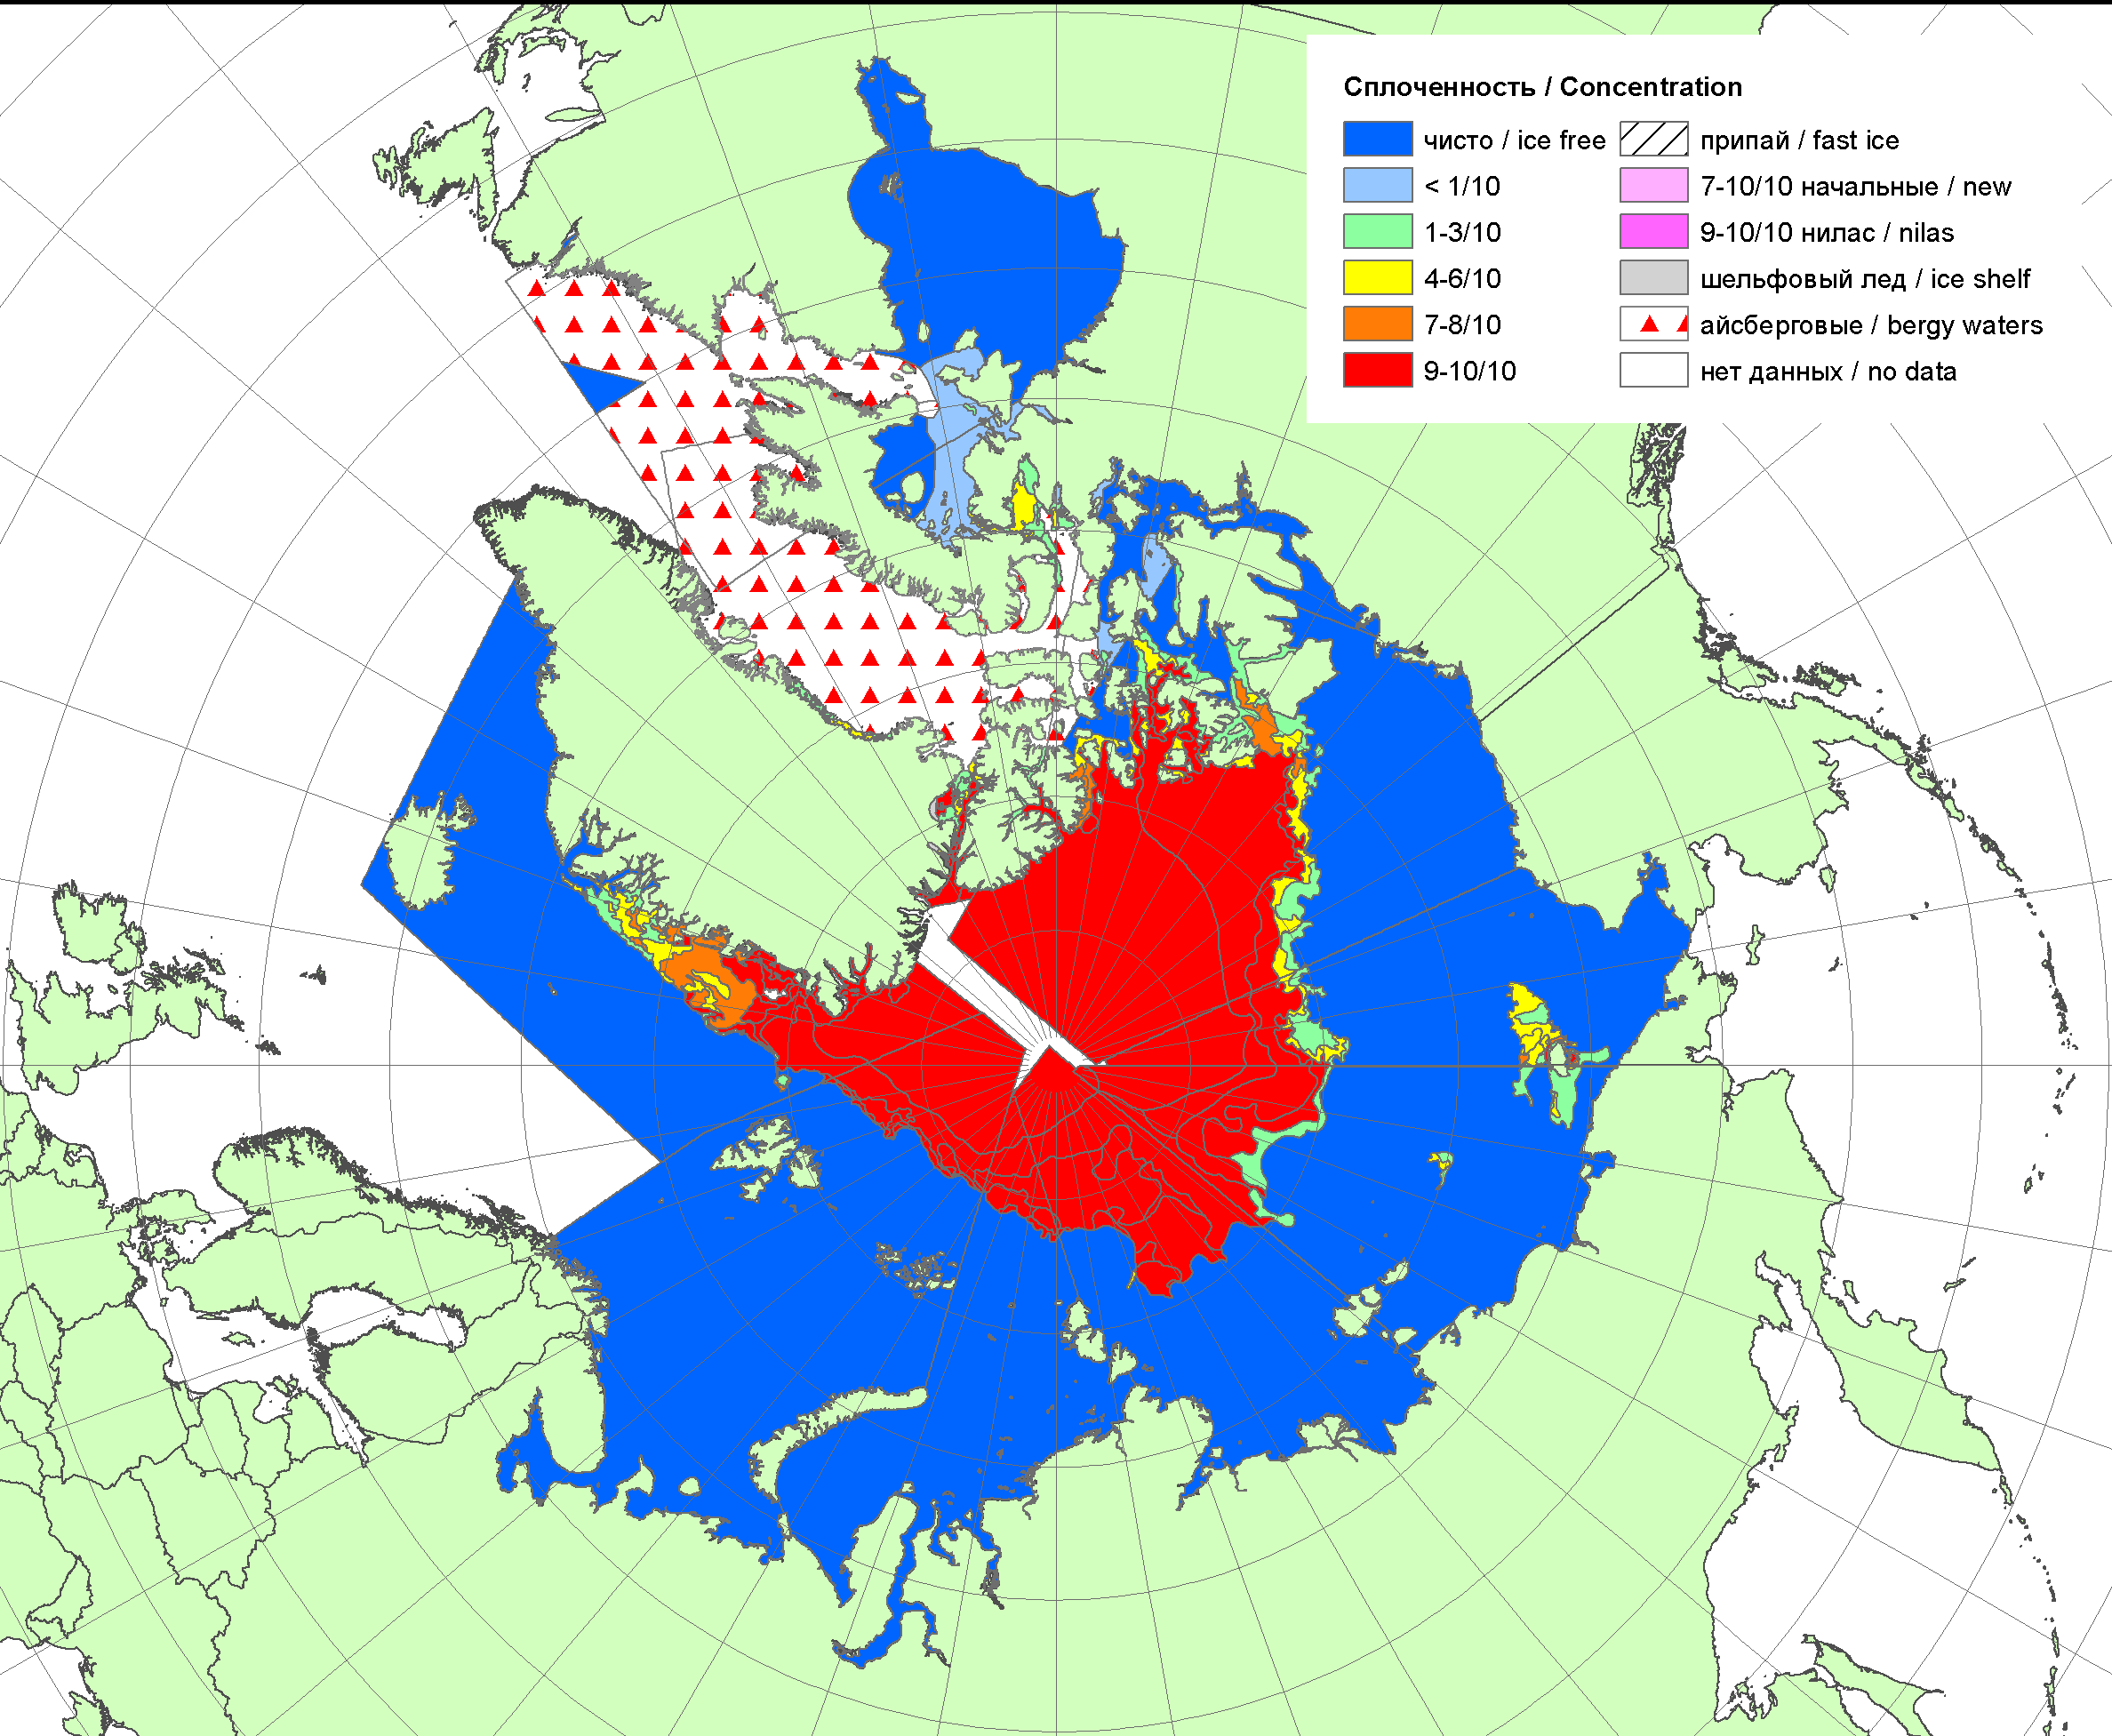 Сплоченность / Concentration
чисто / ice free
< 1/10
1-3/10
4-6/10
7-8/10
9-10/10
припай / fast ice
7-10/10 начальные / new
9-10/10 нилас / nilas
шельфовый лед / ice shelf
айсберговые / bergy waters
нет данных / no data